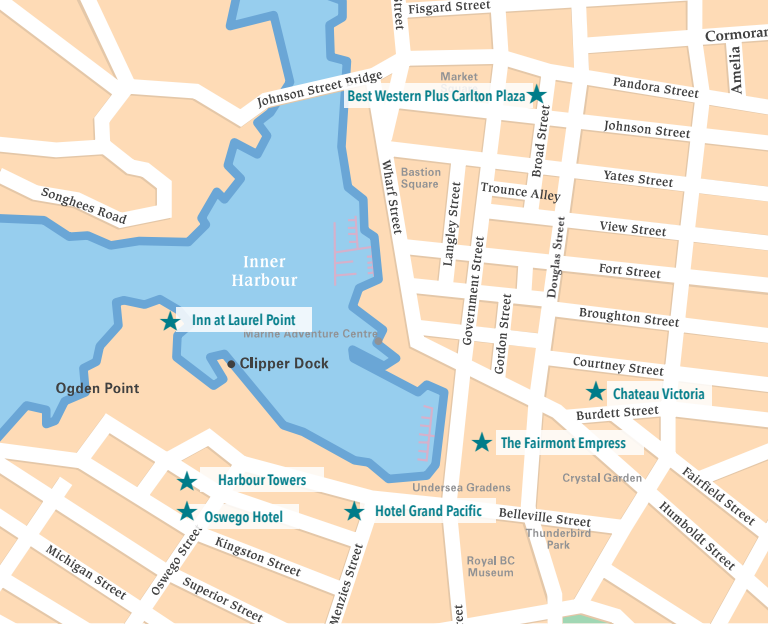 Street
Fisgard Street
Cormoran
Amelia
Johnson Street Bridge
Market
Pandora Street
Best Western Plus Carlton Plaza
Johnson Street
Broad Street
Wharf Street
Bastion
Square
Yates Street
Trounce Alley
Songhees Road
Langley Street
View Street
Douglas Street
Government Street
Inner
Harbour
Fort Street
Gordon Street
Inn at Laurel Point
Broughton Street
Marine Adventure Centre
Clipper Dock
Courtney Street
Ogden Point
Chateau Victoria
Burdett Street
The Fairmont Empress
Harbour Towers
Undersea Gradens
Crystal Garden
Fairfield Street
Oswego Hotel
Hotel Grand Pacific
Belleville Street
Humboldt Street
Thunderbird
Park
Oswego Street
Kingston Street
Michigan Street
Superior Street
Menzies Street
Royal BC
Museum
reet